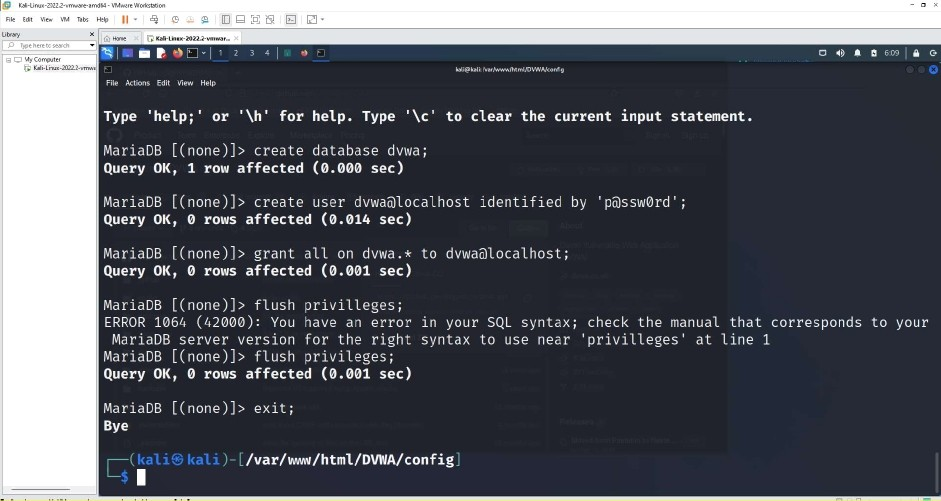 Kali-Linux-2022.2-vmware-amd64 - VMware Workstation
File Edit View VM Tabs Help
Library
Home
Kali-Linux-2022.2-vmwar...
Type here to search
1 2 3 4
6:09
My Computer
Kali-Linux-2022.2-vmwa
kali@kali: /var/www/html/DVWA/config
File Actions Edit View Help
Type 'help;' or '\h' for help. Type '\c' to clear the current input statement.
MariaDB [(none)]> create database dvwa;
Query OK, 1 row affected (0.000 sec)
MariaDB [(none)]> create user dvwa@localhost identified by 'p@ssw0rd';
Query OK, 0 rows affected (0.014 sec)
MariaDB [(none)]> grant all on dvwa.* to dvwa@localhost;
Query OK, 0 rows affected (0.001 sec)
MariaDB [(none)]> flush privilleges;
ERROR 1064 (42000): You have an error in your SQL syntax; check the manual that corresponds to your
MariaDB server version for the right syntax to use near 'privilleges' at line 1
MariaDB [(none)]> flush privileges;
Query OK, 0 rows affected (0.001 sec)
MariaDB [(none)]> exit;
Bye
┌──(kali㉿kali)-[/var/www/html/DVWA/config]
└─$